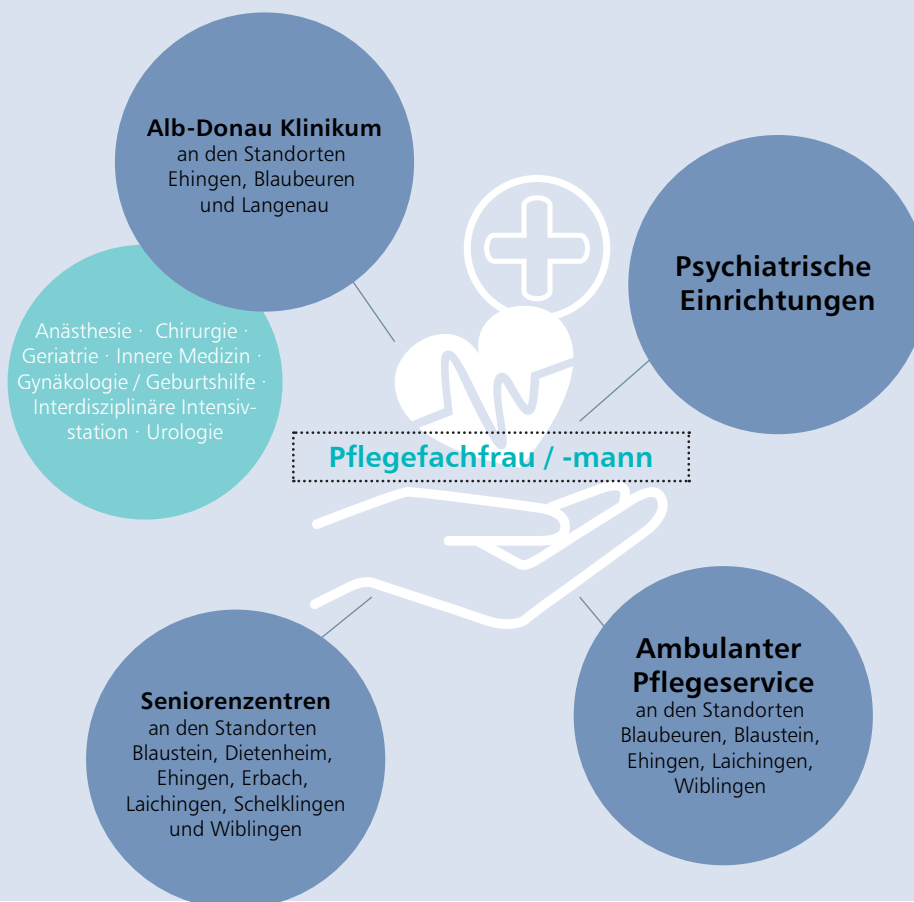 Alb-Donau Klinikum
an den Standorten
Ehingen, Blaubeuren
und Langenau
Psychiatrische
Einrichtungen
Anästhesie · Chirurgie ·
Geriatrie · Innere Medizin ·
Gynäkologie / Geburtshilfe ·
Interdisziplinäre Intensiv-
station · Urologie
Pflegefachfrau / -mann
Seniorenzentren
an den Standorten
Blaustein, Dietenheim,
Ehingen, Erbach,
Laichingen, Schelklingen
und Wiblingen
Ambulanter
Pflegeservice
an den Standorten
Blaubeuren, Blaustein,
Ehingen, Laichingen,
Wiblingen